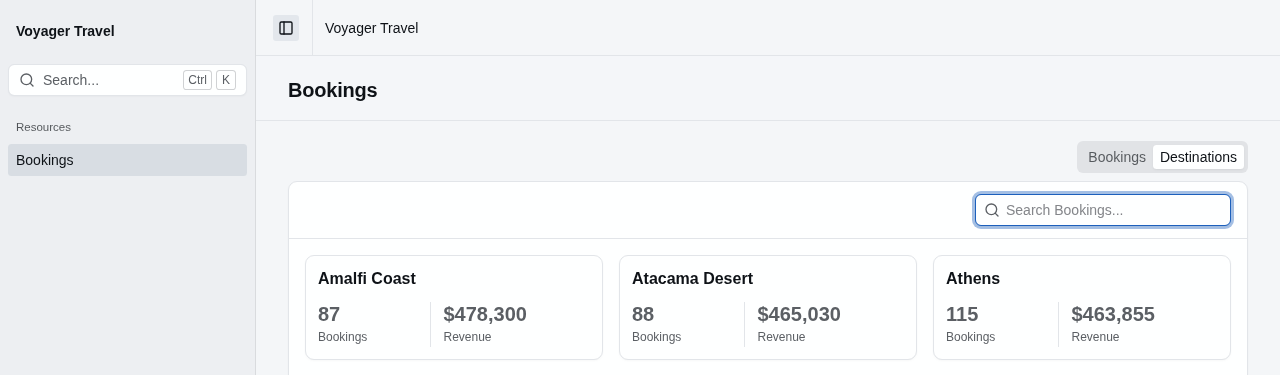 Voyager Travel
Search... Ctrl K
Resources
Bookings
Voyager Travel
Bookings
Bookings Destinations
Search Bookings...
Amalfi Coast
87 $478,300
Bookings Revenue
Atacama Desert
88 $465,030
Bookings Revenue
Athens
115 $463,855
Bookings Revenue